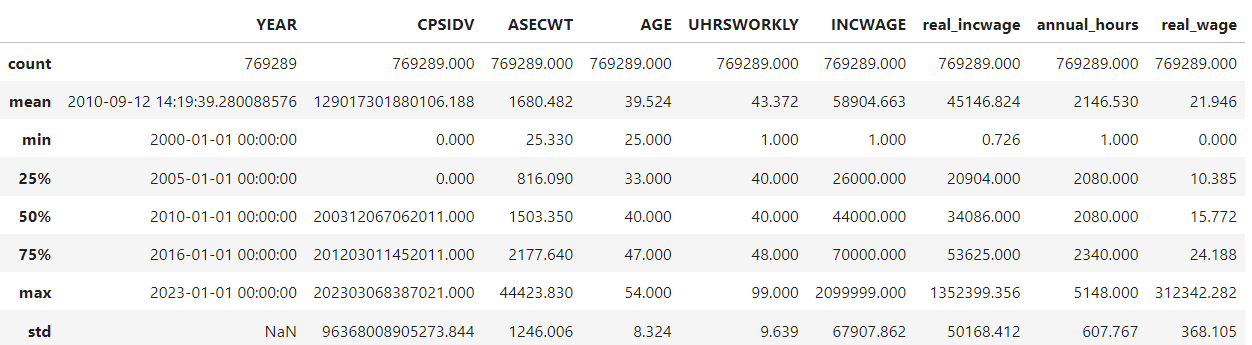 YEAR CPSIDV ASECWT AGE UHRSWORKLY INCWAGE real_incwage annual_hours real_wage
count 769289 769289.000 769289.000 769289.000 769289.000 769289.000 769289.000 769289.000 769289.000
mean 2010-09-12 14:19:39.280088576 129017301880106.188 1680.482 39.524 43.372 58904.663 45146.824 2146.530 21.946
min 2000-01-01 00:00:00 0.000 25.330 25.000 1.000 1.000 0.726 1.000 0.000
25% 2005-01-01 00:00:00 0.000 816.090 33.000 40.000 26000.000 20904.000 2080.000 10.385
50% 2010-01-01 00:00:00 200312067062011.000 1503.350 40.000 40.000 44000.000 34086.000 2080.000 15.772
75% 2016-01-01 00:00:00 201203011452011.000 2177.640 47.000 48.000 70000.000 53625.000 2340.000 24.188
max 2023-01-01 00:00:00 202303068387021.000 44423.830 54.000 99.000 2099999.000 1352399.356 5148.000 312342.282
std NaN 96368008905273.844 1246.006 8.324 9.639 67907.862 50168.412 607.767 368.105